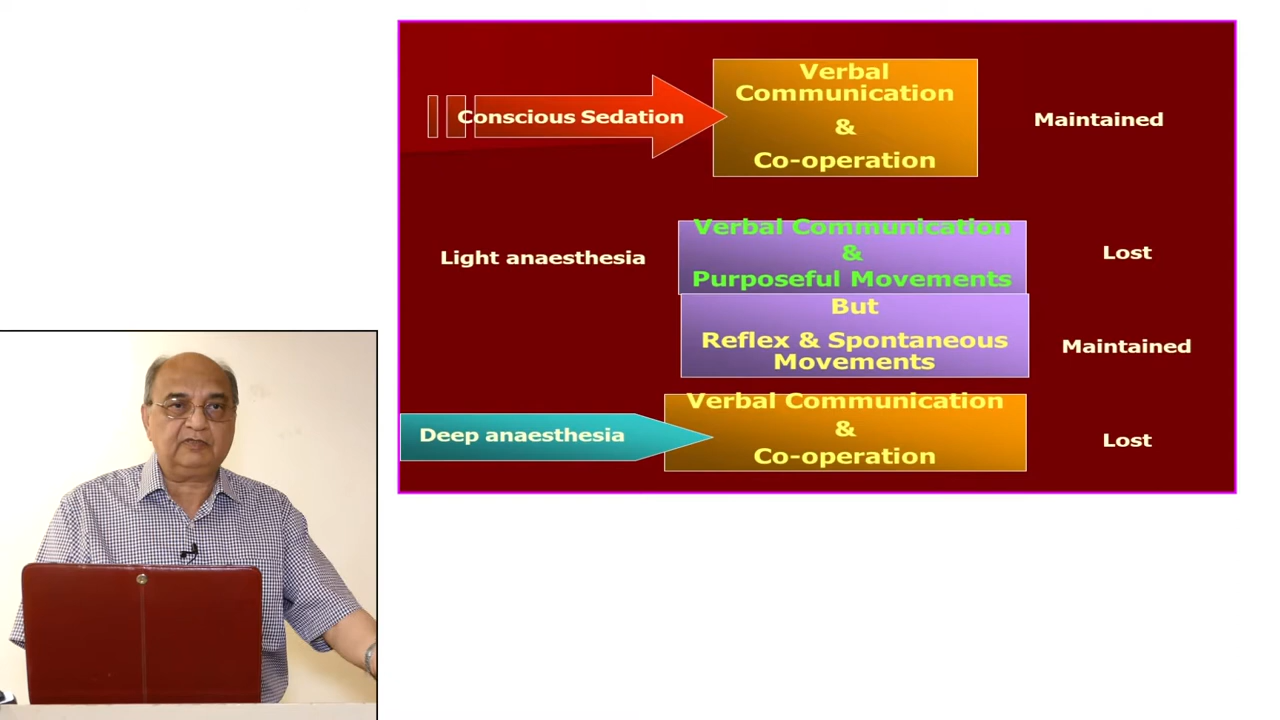 Conscious Sedation
Verbal
Communication
&
Co-operation
Maintained
Light anaesthesia
Verbal Communication
&
Purposeful Movements
Lost
But
Reflex & Spontaneous
Movements
Maintained
Deep anaesthesia
Verbal Communication
&
Co-operation
Lost